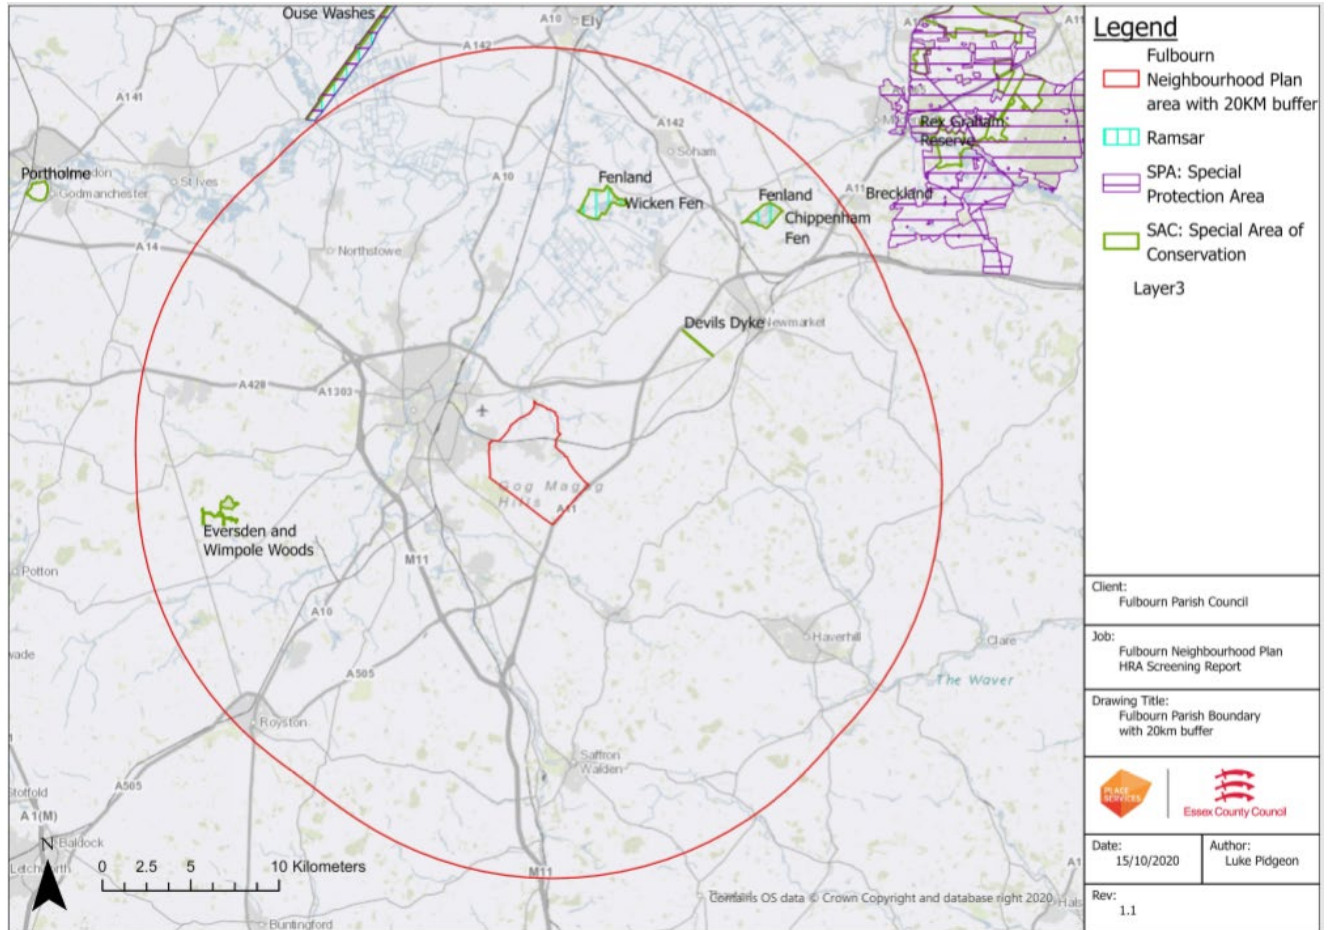 Ouse Washes
A10
Ely
A142
A11
A141
A142
Soham
Rex Graham
Reserve
Portholme
Godmanchester
St Ives
A10
Fenland
Wicken Fen
Fenland
Chippenham
Fen
A11
Breckland
A14
Northstowe
Devils Dyke
Newmarket
A428
A1303
Gog Magog
Hills
A11
Eversden and
Wimpole Woods
M11
Potton
A10
Haverhill
Clare
A505
The Waver
Royston
Saffron
Walden
A505
Stotfold
A1(M)
Baldock
N
Letchworth
0 2.5 5 10 Kilometers
M11
Contains OS data © Crown Copyright and database right 2020
Buntingford
Legend
Fulbourn
Neighbourhood Plan
area with 20KM buffer
Ramsar
SPA: Special
Protection Area
SAC: Special Area of
Conservation
Layer3
Client:
Fulbourn Parish Council
Job:
Fulbourn Neighbourhood Plan
HRA Screening Report
Drawing Title:
Fulbourn Parish Boundary
with 20km buffer
PLACE
SERVICES
Essex County Council
Date:
15/10/2020
Author:
Luke Pidgeon
Rev:
1.1